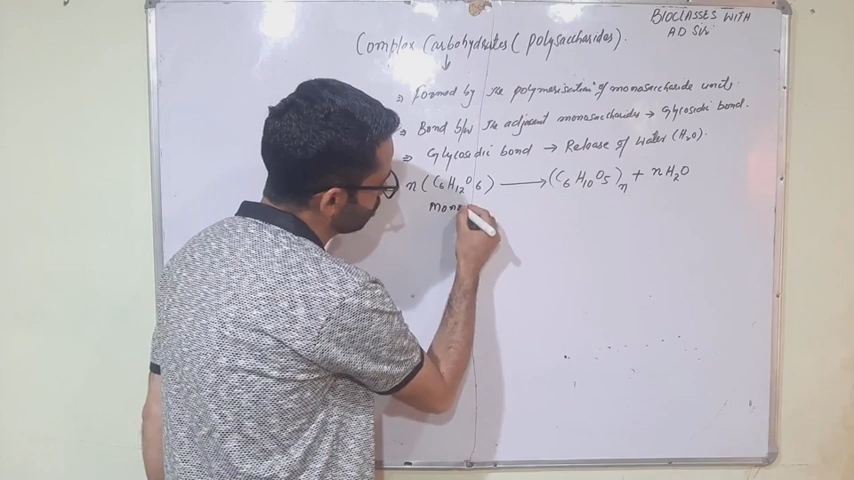 BIOCLASSES WITH
AD Sir
Complex Carbohydrates (polysaccharides).
↓
⇒ Formed by the polymerisation of monosaccharide units.
⇒ Bond b/w the adjacent monosaccharides → Glycosidic bond.
⇒ Glycosidic bond → Release of Water (H₂O).
n(C₆H₁₂O₆) ⟶ (C₆H₁₀O₅)ₙ + nH₂O
Mono